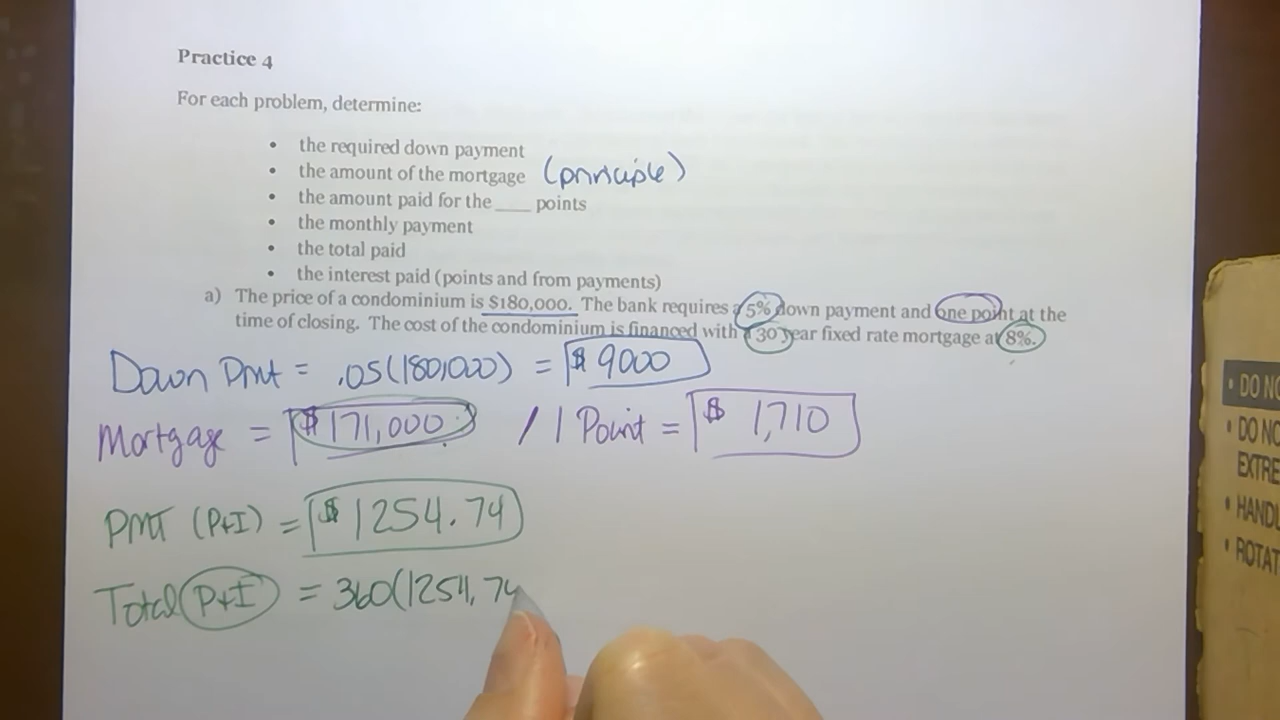 Practice 4
For each problem, determine:
• the required down payment
• the amount of the mortgage (principle)
• the amount paid for the ____ points
• the monthly payment
• the total paid
• the interest paid (points and from payments)
a) The price of a condominium is $180,000. The bank requires a 5% down payment and one point at the
time of closing. The cost of the condominium is financed with a 30 year fixed rate mortgage at 8%.
Down Pmt = .05(180,000) = $ 9000
Mortgage = $171,000 / 1 Point = $ 1,710
PMT (P+I) = $ 1254.74
Total P+I = 360(1254.74
• DO NO
• DO NO
EXTRE
• HANDL
• ROTAT